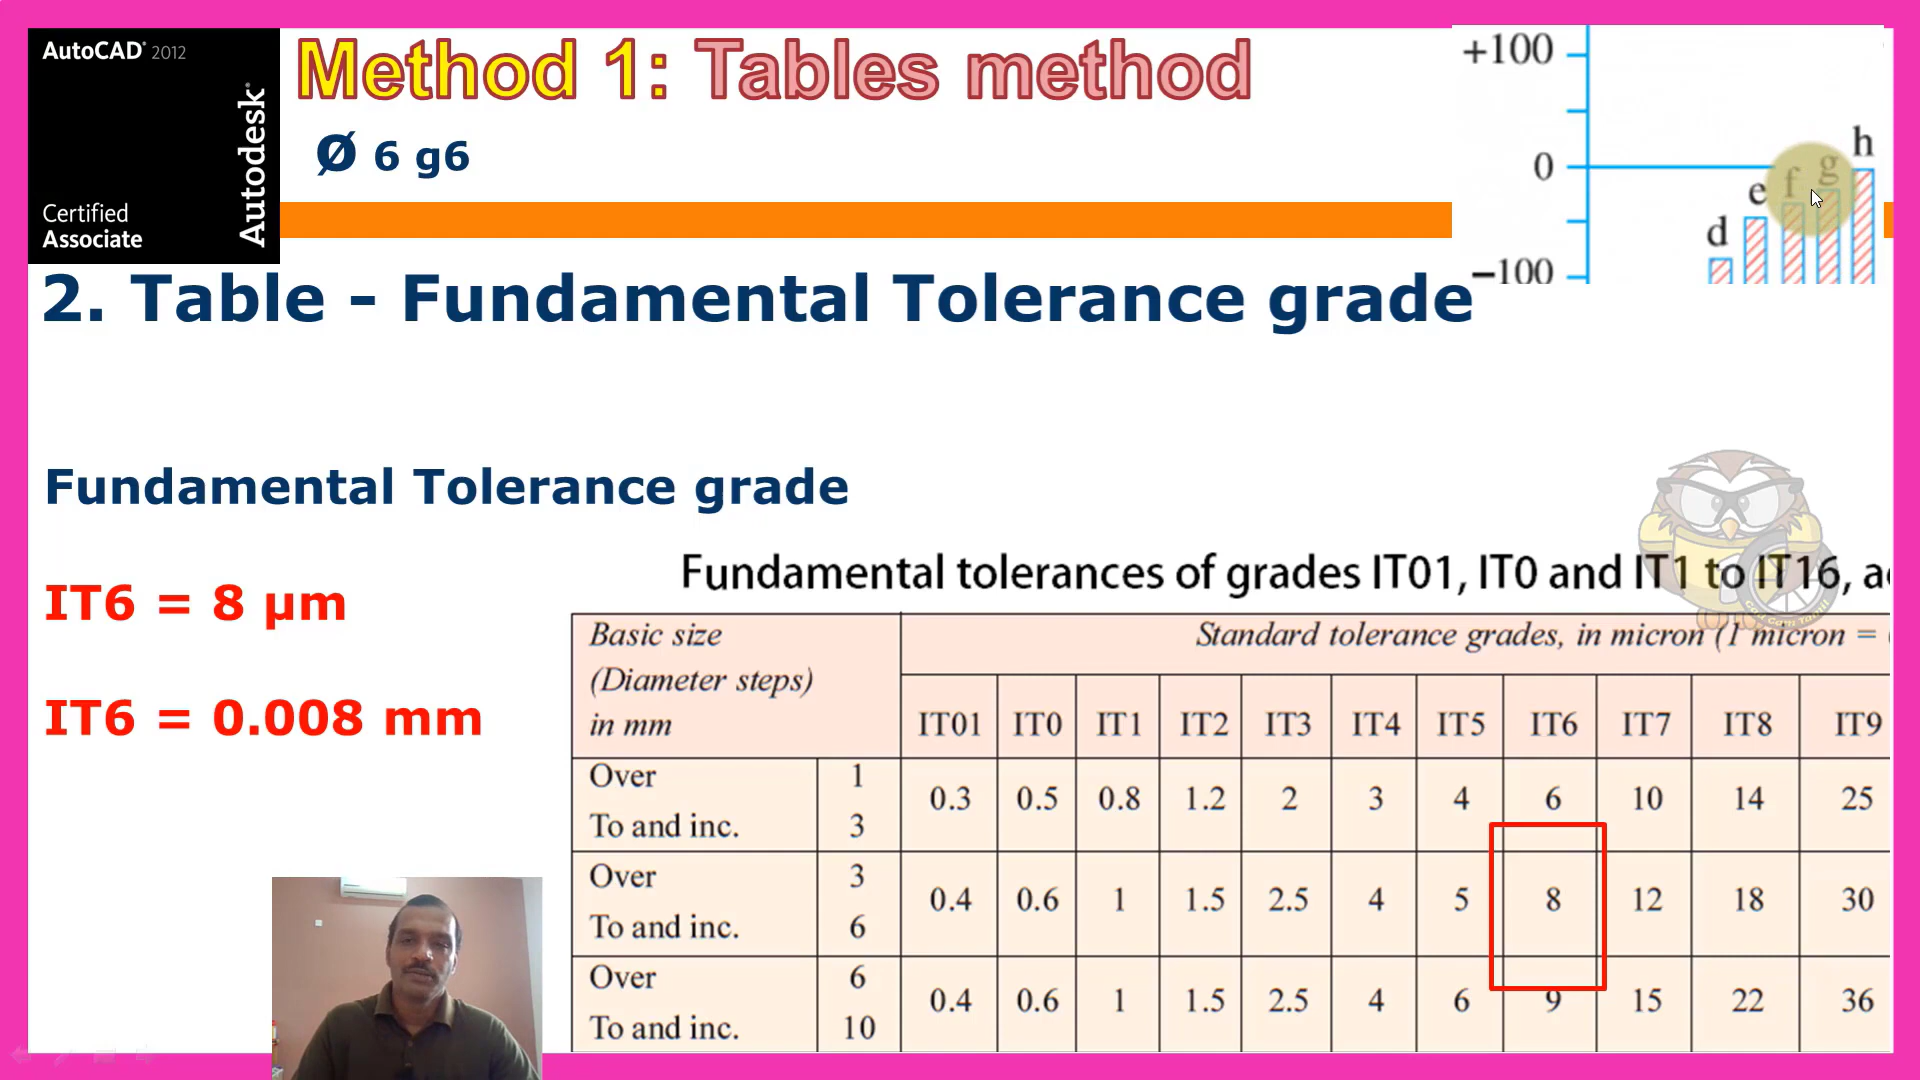 AutoCAD® 2012
Autodesk®
Certified
Associate
Method 1: Tables method
Ø 6 g6
+100
0
-100
d
e
f
g
h
2. Table - Fundamental Tolerance grade
Fundamental Tolerance grade
IT6 = 8 µm
IT6 = 0.008 mm
Fundamental tolerances of grades IT01, IT0 and IT1 to IT16,
Basic size
(Diameter steps)
in mm
Standard tolerance grades, in micron (1 micron =
IT01 IT0 IT1 IT2 IT3 IT4 IT5 IT6 IT7 IT8 IT9
Over 1
To and inc. 3
0.3 0.5 0.8 1.2 2 3 4 6 10 14 25
Over 3
To and inc. 6
0.4 0.6 1 1.5 2.5 4 5 8 12 18 30
Over 6
To and inc. 10
0.4 0.6 1 1.5 2.5 4 6 9 15 22 36